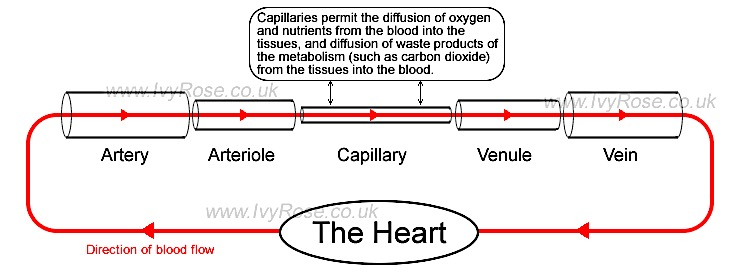 Capillaries permit the diffusion of oxygen
and nutrients from the blood into the
tissues, and diffusion of waste products of
the metabolism (such as carbon dioxide)
from the tissues into the blood.
www.IvyRose.co.uk
www.IvyRose.co.uk
Artery
Arteriole
Capillary
Venule
Vein
www.IvyRose.co.uk
The Heart
Direction of blood flow